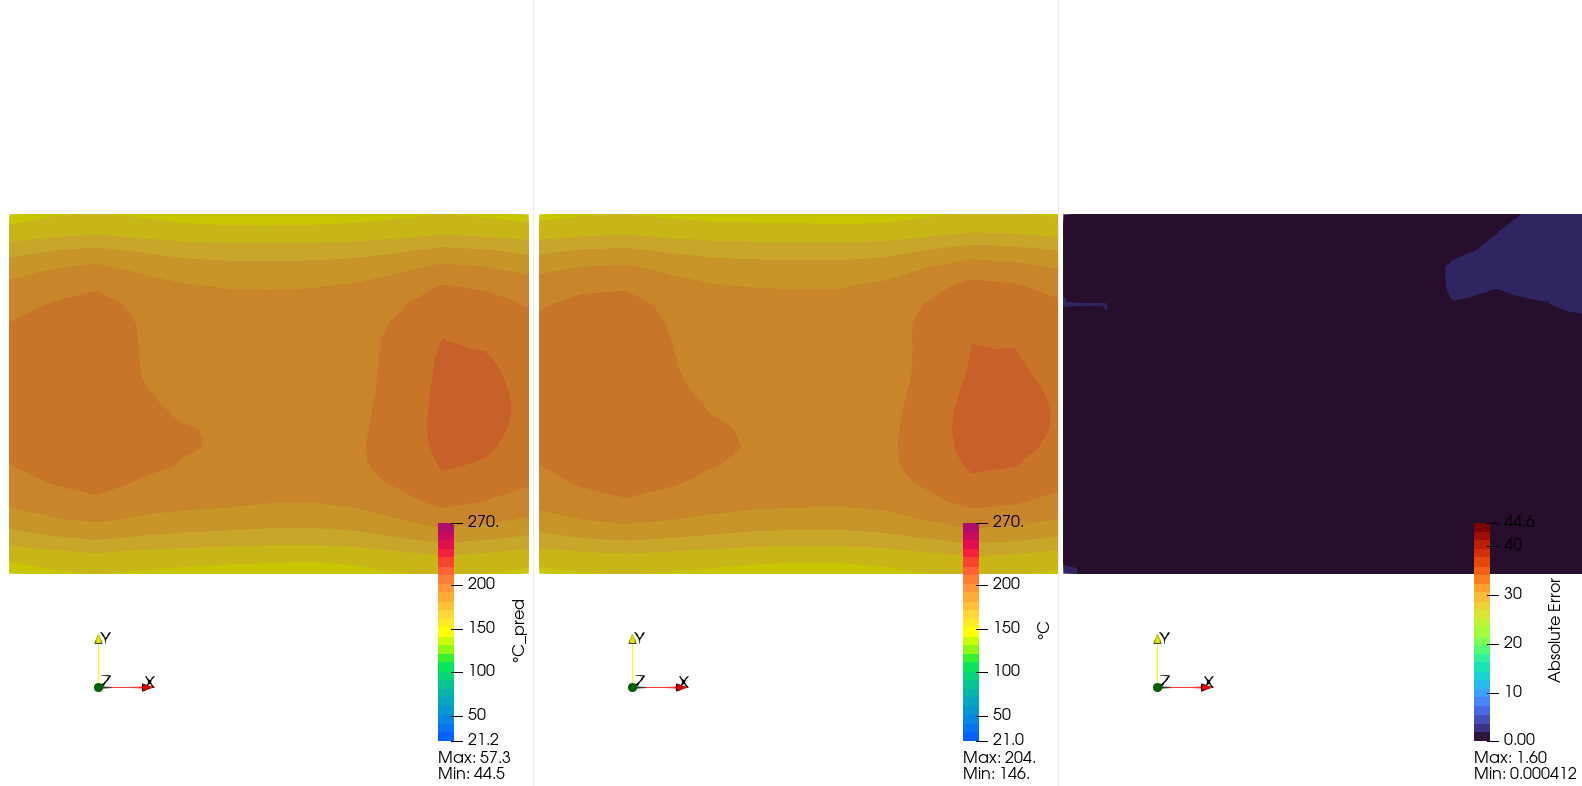 270.
200
150
100
50
21.2
°C_pred
Max: 57.3
Min: 44.5
Y
Z
X
270.
200
150
100
50
21.0
°C
Max: 204.
Min: 146.
Y
Z
X
44.6
40
30
20
10
0.00
Absolute Error
Max: 1.60
Min: 0.000412
Y
Z
X